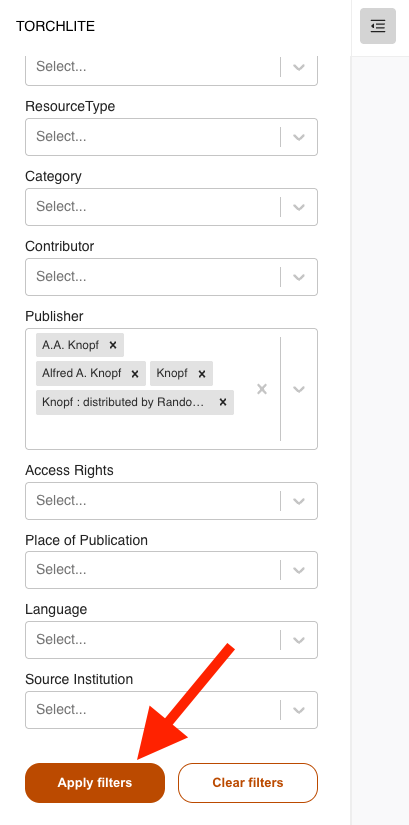 TORCHLITE
Select...
ResourceType
Select...
Category
Select...
Contributor
Select...
Publisher
A.A. Knopf
Alfred A. Knopf Knopf
Knopf : distributed by Rando...
Access Rights
Select...
Place of Publication
Select...
Language
Select...
Source Institution
Select...
Apply filters Clear filters